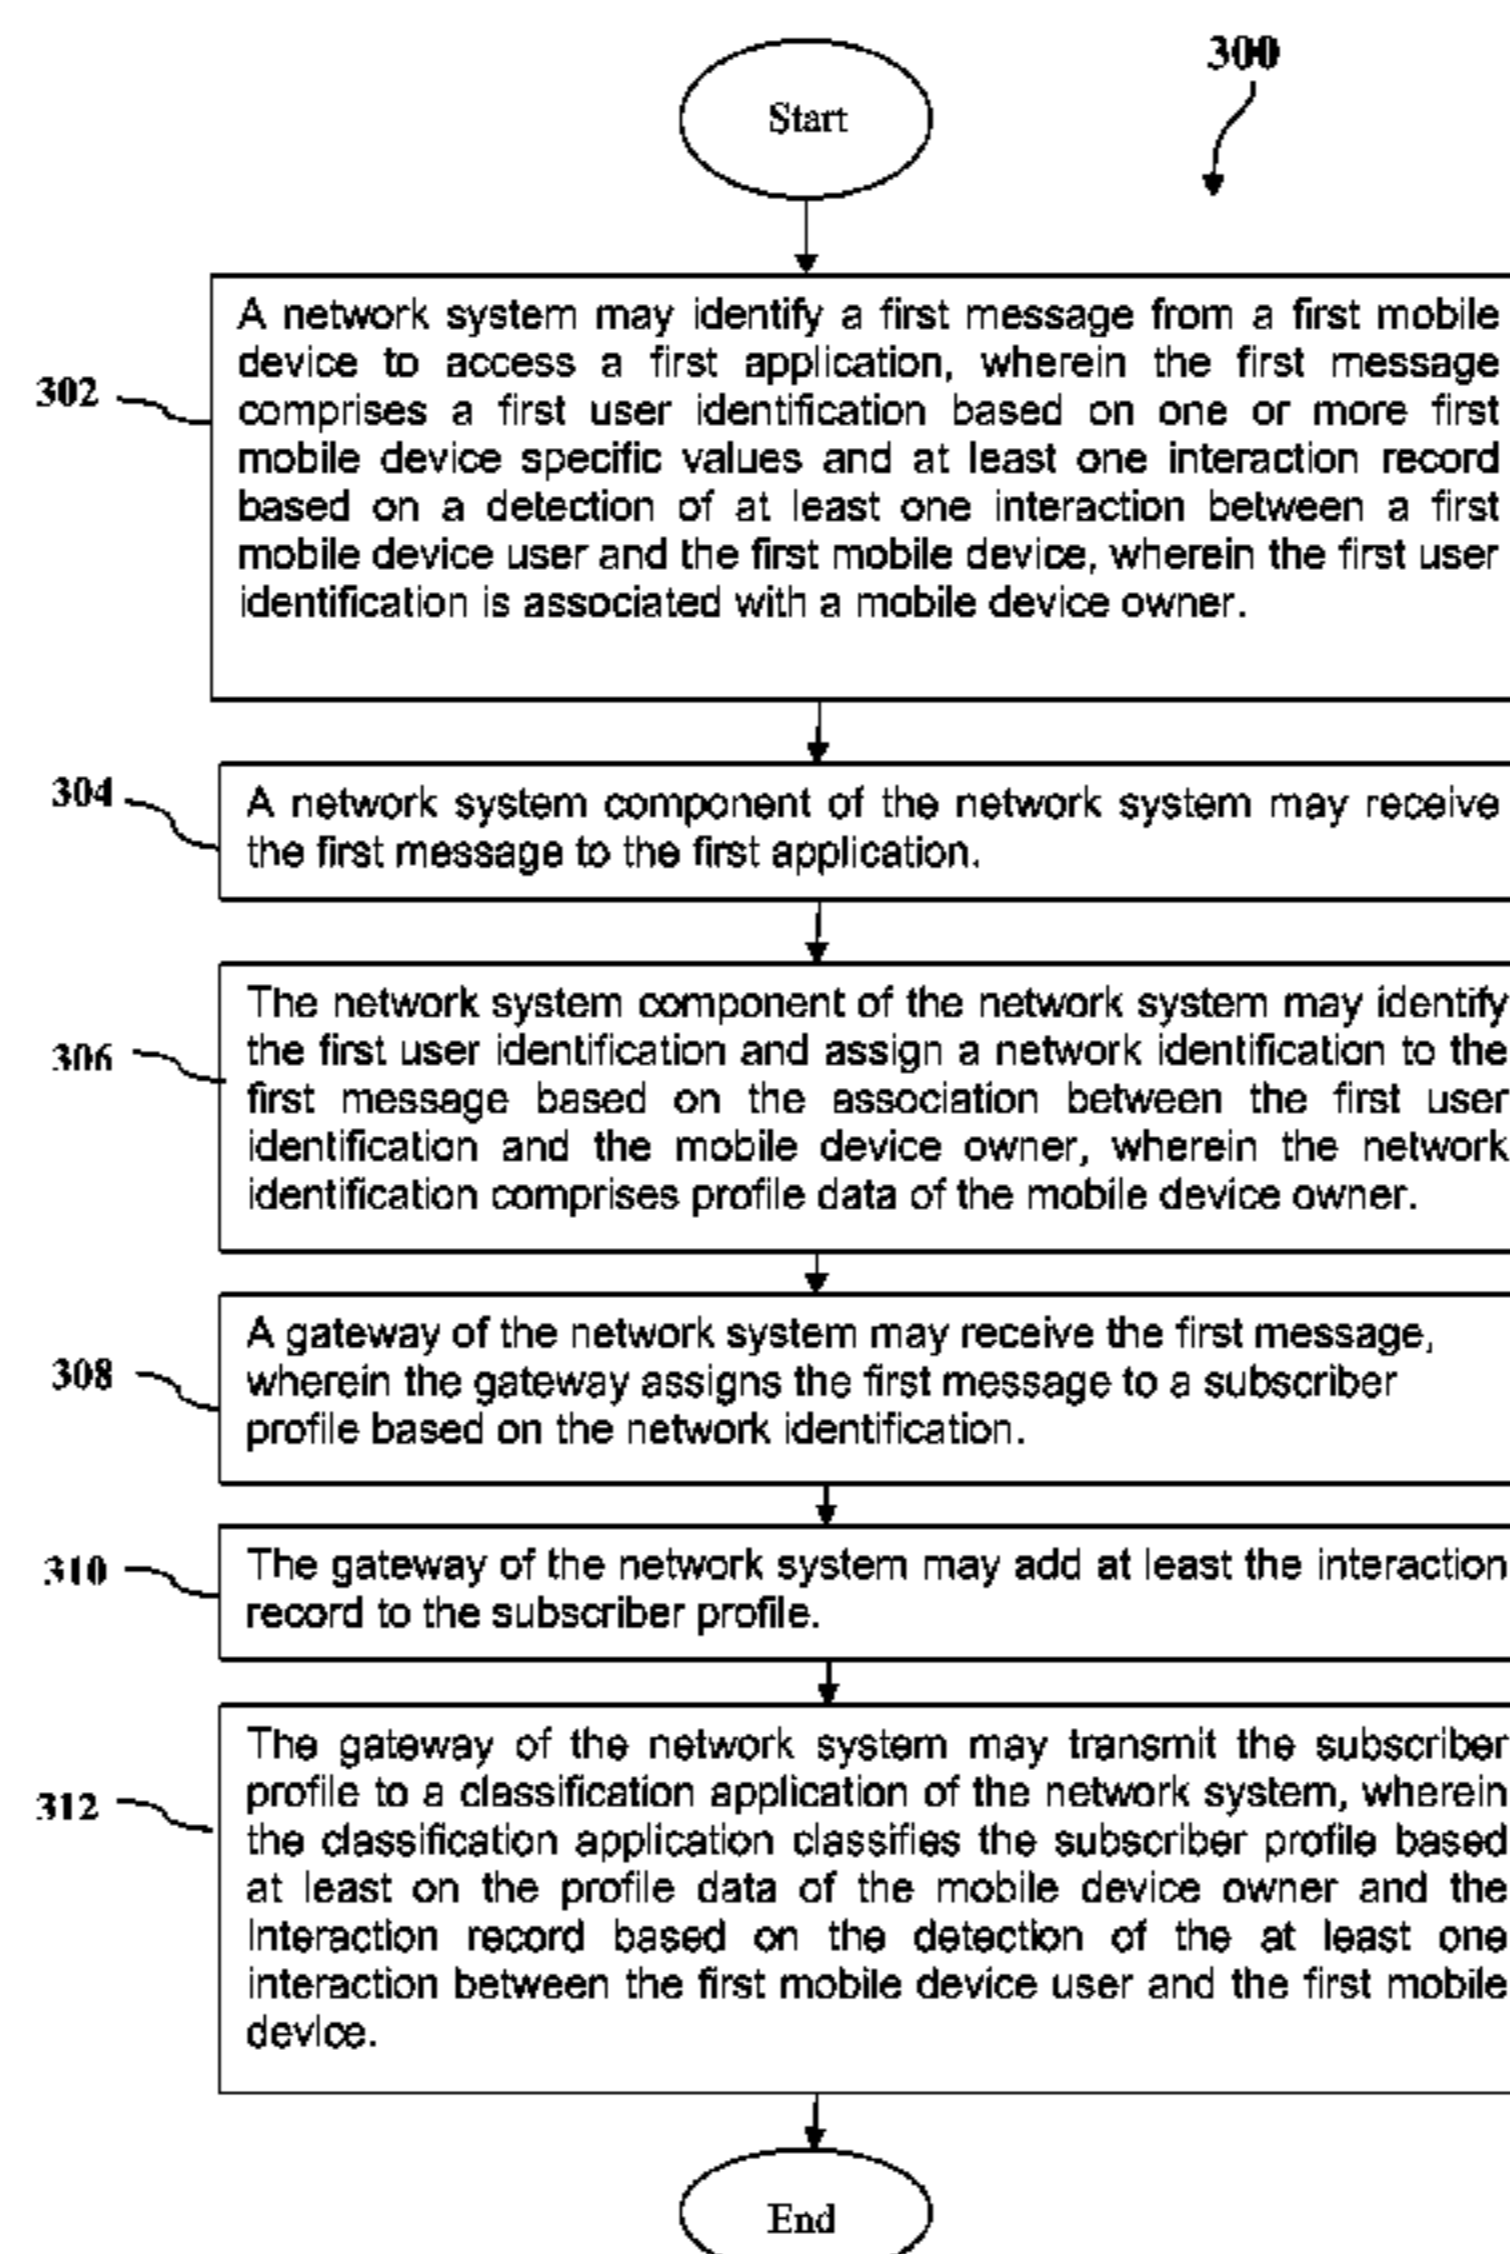 300
Start
302
A network system may identify a first message from a first mobile
device to access a first application, wherein the first message
comprises a first user identification based on one or more first
mobile device specific values and at least one interaction record
based on a detection of at least one interaction between a first
mobile device user and the first mobile device, wherein the first user
identification is associated with a mobile device owner.
304
A network system component of the network system may receive
the first message to the first application.
306
The network system component of the network system may identify
the first user identification and assign a network identification to the
first message based on the association between the first user
identification and the mobile device owner, wherein the network
identification comprises profile data of the mobile device owner.
308
A gateway of the network system may receive the first message,
wherein the gateway assigns the first message to a subscriber
profile based on the network identification.
310
The gateway of the network system may add at least the interaction
record to the subscriber profile.
312
The gateway of the network system may transmit the subscriber
profile to a classification application of the network system, wherein
the classification application classifies the subscriber profile based
at least on the profile data of the mobile device owner and the
Interaction record based on the detection of the at least one
interaction between the first mobile device user and the first mobile
device.
End